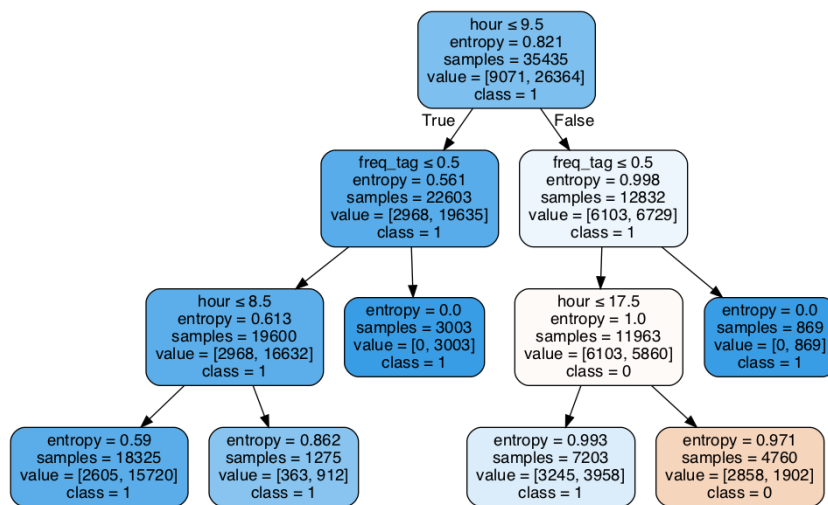 hour ≤ 9.5
entropy = 0.821
samples = 35435
value = [9071, 26364]
class = 1
True
False
freq_tag ≤ 0.5
entropy = 0.561
samples = 22603
value = [2968, 19635]
class = 1
freq_tag ≤ 0.5
entropy = 0.998
samples = 12832
value = [6103, 6729]
class = 1
hour ≤ 8.5
entropy = 0.613
samples = 19600
value = [2968, 16632]
class = 1
entropy = 0.0
samples = 3003
value = [0, 3003]
class = 1
hour ≤ 17.5
entropy = 1.0
samples = 11963
value = [6103, 5860]
class = 0
entropy = 0.0
samples = 869
value = [0, 869]
class = 1
entropy = 0.59
samples = 18325
value = [2605, 15720]
class = 1
entropy = 0.862
samples = 1275
value = [363, 912]
class = 1
entropy = 0.993
samples = 7203
value = [3245, 3958]
class = 1
entropy = 0.971
samples = 4760
value = [2858, 1902]
class = 0